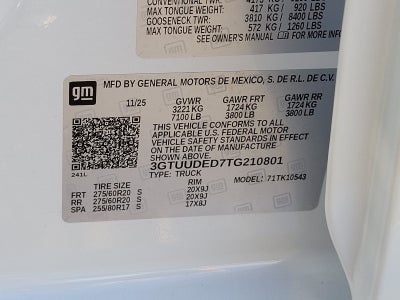 CONVENTIONAL TWR: 4173 KG /
MAX TONGUE WEIGHT: 417 KG / 920 LBS
GOOSENECK TWR: 3810 KG / 8400 LBS
MAX TONGUE WEIGHT: 572 KG / 1260 LBS
SEE OWNER'S MANUAL FOR MORE INFO
gm MFD BY GENERAL MOTORS DE MEXICO, S. DE R.L. DE C.V.
11/25 GVWR GAWR FRT GAWR RR
3221KG 1724 KG 1724 KG
7100 LB 3800 LB 3800 LB
THIS VEHICLE CONFORMS TO ALL
APPLICABLE U.S. FEDERAL MOTOR
VEHICLE SAFETY STANDARDS IN
EFFECT ON THE DATE OF
MANUFACTURE SHOWN ABOVE.
3GTUUDED7TG210801
241L TYPE: TRUCK MODEL: 71TK10543
TIRE SIZE RIM
FRT 275/60R20 S 20X9J
RR 275/60R20 S 20X9J
SPA 255/80R17 S 17X8J